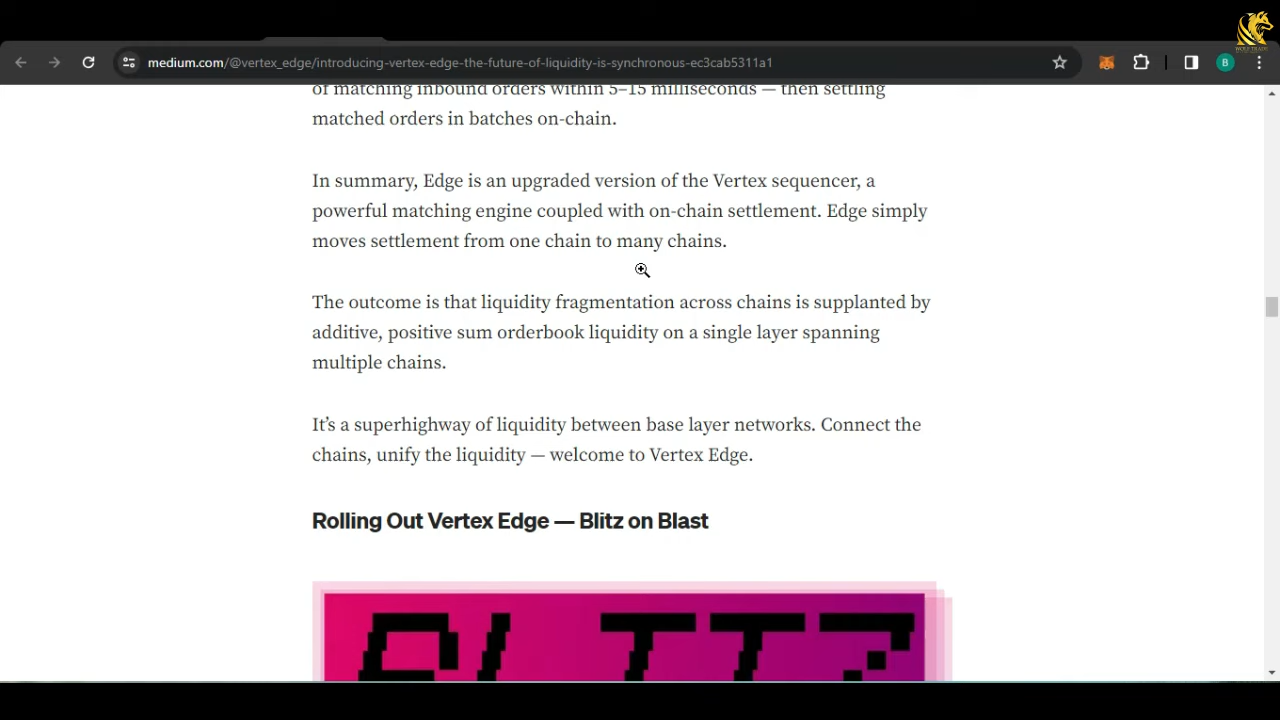 medium.com/@vertex_edge/introducing-vertex-edge-the-future-of-liquidity-is-synchronous-ec3cab5311a1
B
of matching inbound orders within 5–15 milliseconds — then settling
matched orders in batches on-chain.
In summary, Edge is an upgraded version of the Vertex sequencer, a
powerful matching engine coupled with on-chain settlement. Edge simply
moves settlement from one chain to many chains.
The outcome is that liquidity fragmentation across chains is supplanted by
additive, positive sum orderbook liquidity on a single layer spanning
multiple chains.
It’s a superhighway of liquidity between base layer networks. Connect the
chains, unify the liquidity — welcome to Vertex Edge.
Rolling Out Vertex Edge — Blitz on Blast
BLITZ